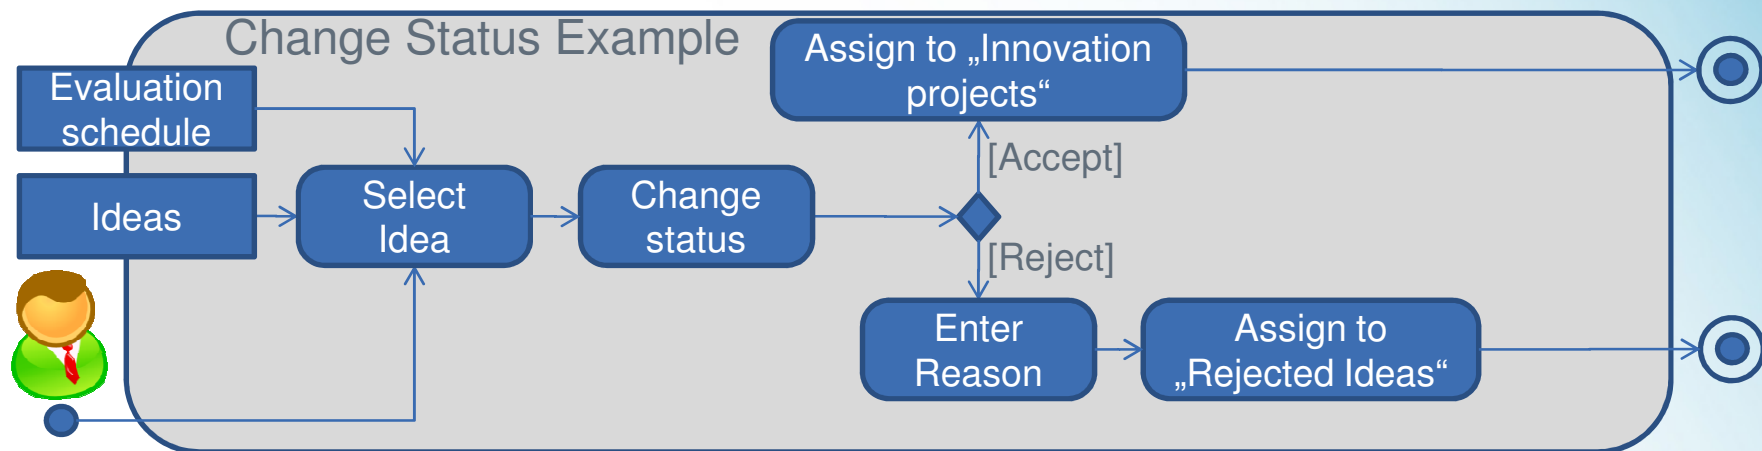 Change Status Example
Evaluation
schedule
Ideas
Select
Idea
Change
status
Assign to „Innovation
projects“
[Accept]
[Reject]
Enter
Reason
Assign to
„Rejected Ideas“